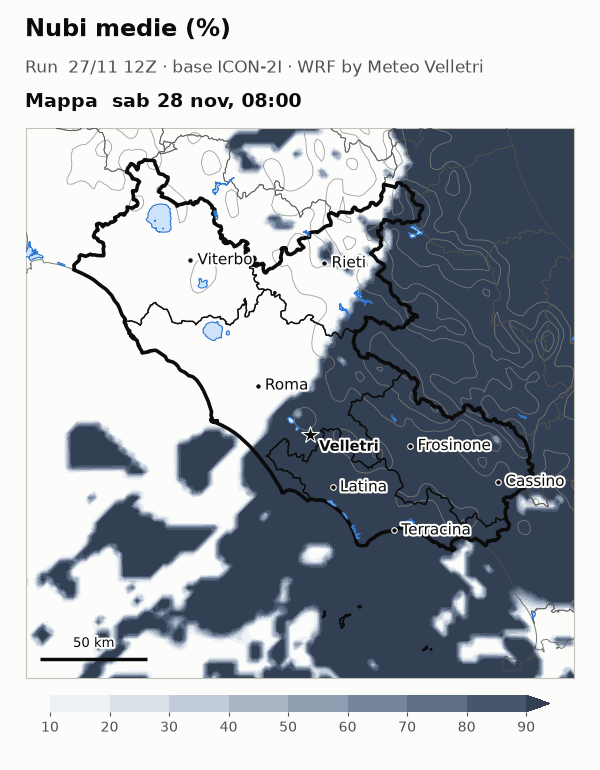 Nubi medie (%)
Run 27/11 12Z · base ICON-2I · WRF by Meteo Velletri
Mappa sab 28 nov, 08:00
Viterbo
Rieti
Roma
Velletri
Frosinone
Latina
Cassino
Terracina
50 km
10 20 30 40 50 60 70 80 90